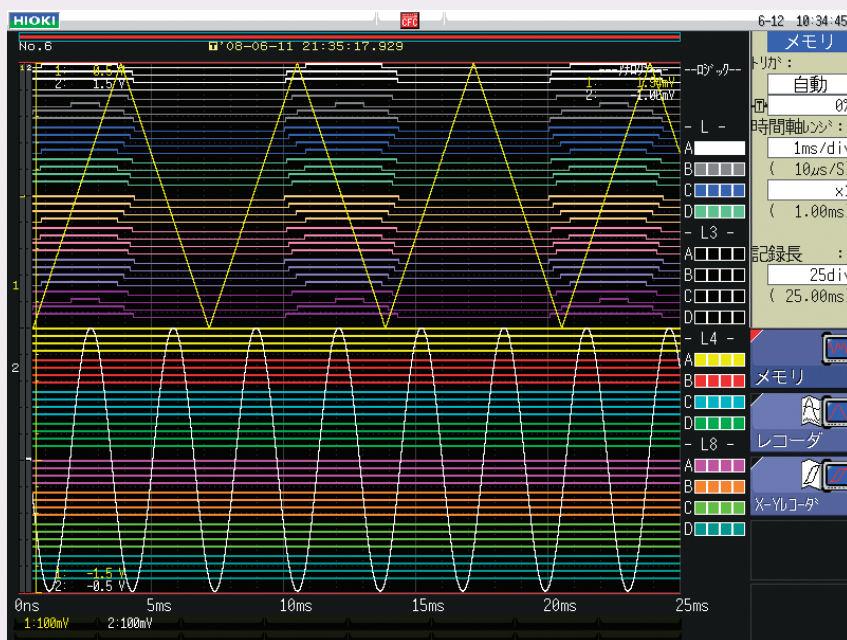 HIOKI
CFC
6-12 10:34:45
No.6
T'08-06-11 21:35:17.929
メモリ
トリガ:
自動
T 0%
時間軸レンジ:
1ms/div
( 10μs/S)
( 1.00ms
記録長 :
25div
( 25.00ms)
メモリ
レコーダ
X-Yレコーダ
1: 0.5 V
2: 1.5 V
--ロジック--
2: -1.00mV
- L -
A
B
C
D
- L3 -
A
B
C
D
- L4 -
A
B
C
D
- L8 -
A
B
C
D
1
2
1: -1.5 V
2: -0.5 V
0ns 5ms 10ms 15ms 20ms 25ms
1:100mV 2:100mV